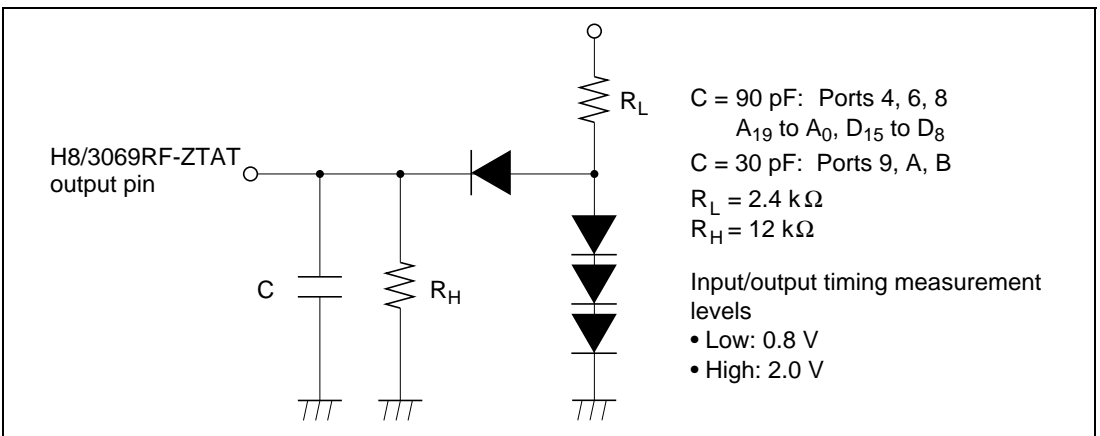 H8/3069RF-ZTAT
output pin
C
R_H
R_L
C = 90 pF: Ports 4, 6, 8
A₁₉ to A₀, D₁₅ to D₈
C = 30 pF: Ports 9, A, B
R_L = 2.4 kΩ
R_H = 12 kΩ
Input/output timing measurement
levels
• Low: 0.8 V
• High: 2.0 V